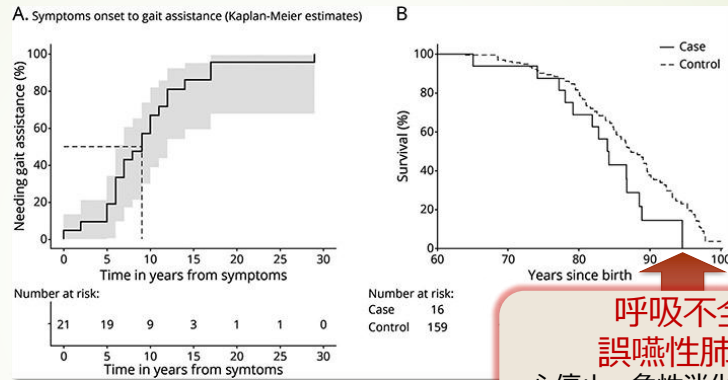 A. Symptoms onset to gait assistance (Kaplan-Meier estimates)
Needing gait assistance (%)
100
80
60
40
20
0
0 5 10 15 20 25 30
Time in years from symptoms
Number at risk:
21 19 9 3 1 1 0
0 5 10 15 20 25 30
Time in years from symptoms
B
Case
Control
Survival (%)
100
80
60
40
20
0
60 70 80 90 100
Years since birth
Number at risk:
Case 16
Control 159
呼吸不全
誤嚥性肺